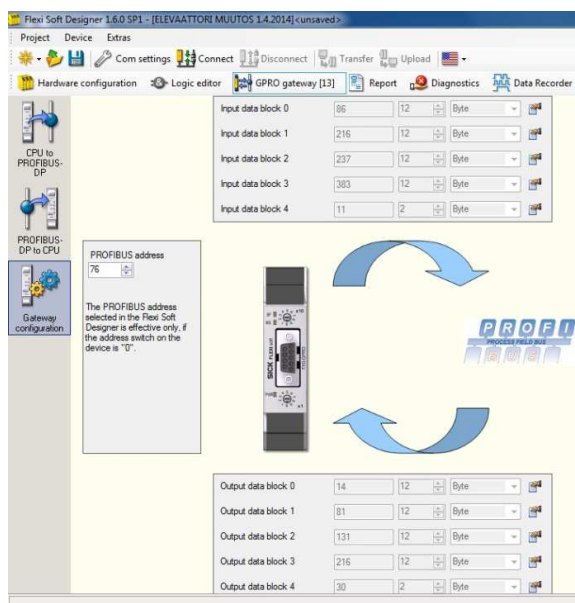 Flexi Soft Designer 1.6.0 SP1 - [ELEVAATTORI MUUTOS 1.4.2014]<unsaved>
Project Device Extras
Com settings Connect Disconnect Transfer Upload
Hardware configuration Logic editor GPRO gateway [13] Report Diagnostics Data Recorder
Input data block 0 86 12 Byte
Input data block 1 216 12 Byte
Input data block 2 237 12 Byte
Input data block 3 383 12 Byte
Input data block 4 11 2 Byte
CPU to
PROFIBUS-
DP
PROFIBUS-
DP to CPU
Gateway
configuration
PROFIBUS address
76
The PROFIBUS address
selected in the Flexi Soft
Designer is effective only, if
the address switch on the
device is "0".
x10
SICK
x1
PROFI
PROCESS FIELD BUS
Output data block 0 14 12 Byte
Output data block 1 81 12 Byte
Output data block 2 131 12 Byte
Output data block 3 216 12 Byte
Output data block 4 30 2 Byte